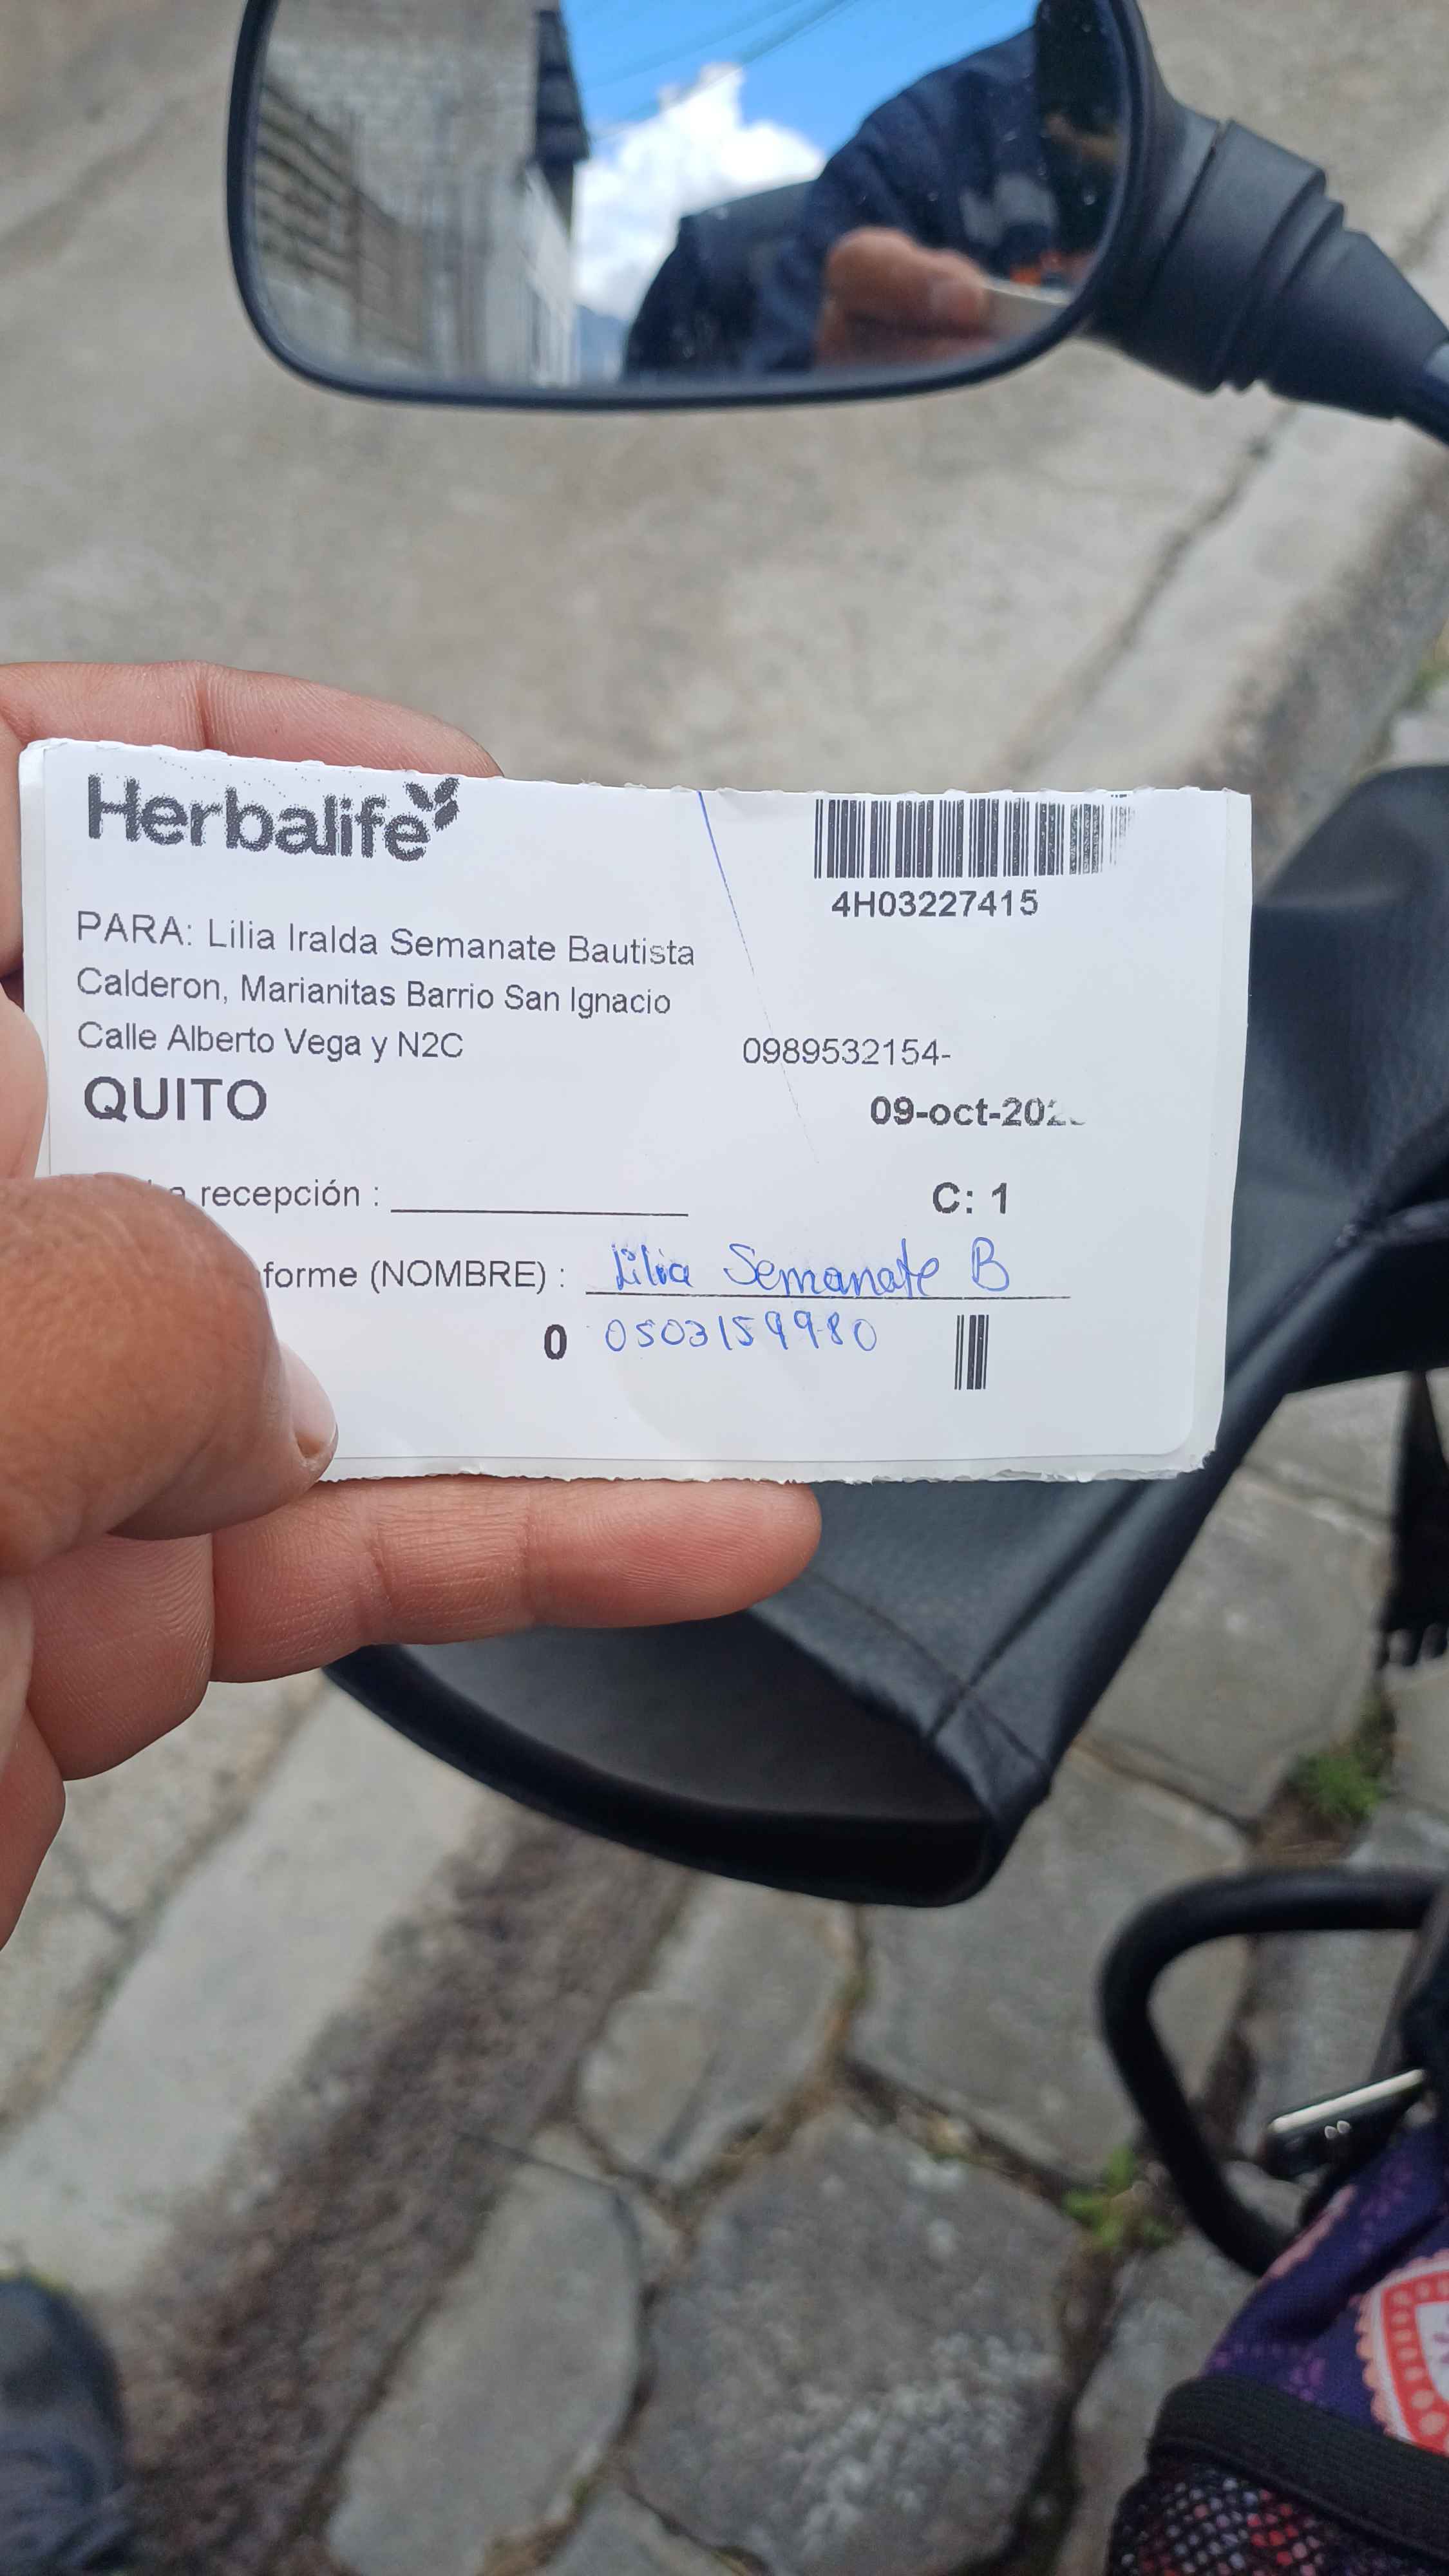 Herbalife
4H03227415
PARA: Lilia Iralda Semanate Bautista
Calderon, Marianitas Barrio San Ignacio
Calle Alberto Vega y N2C
0989532154-
QUITO
09-oct-202
recepción :
C: 1
forme (NOMBRE) : Lilia Semanate B
0 0503159980